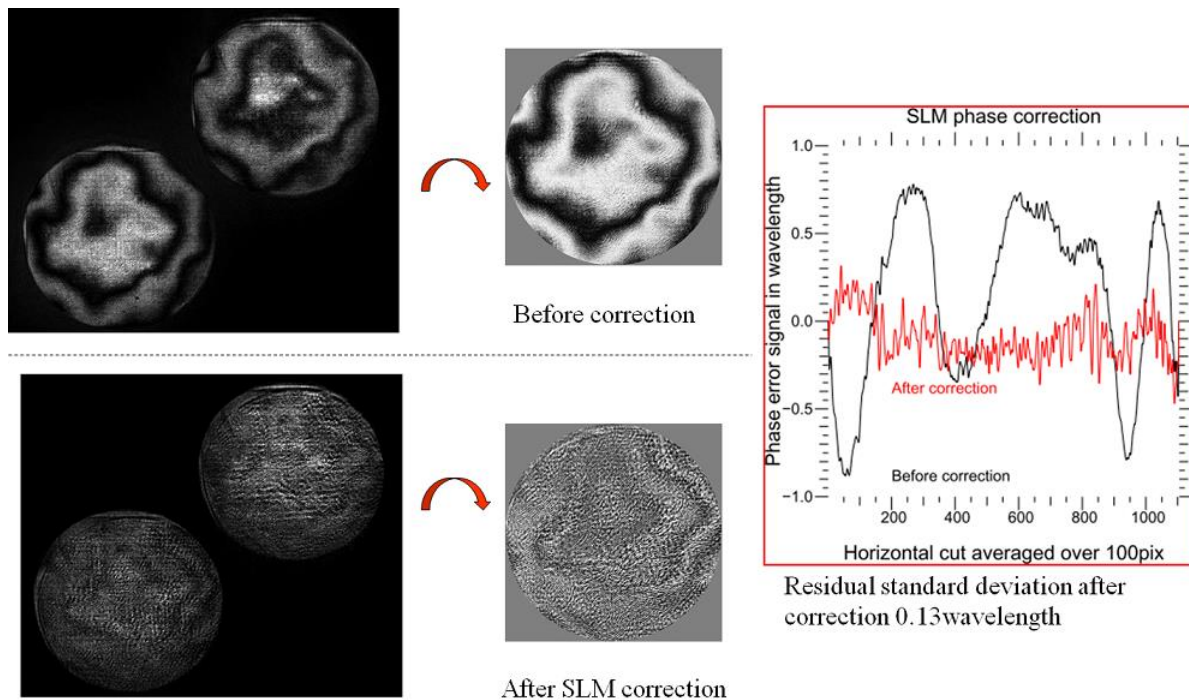 Before correction
After SLM correction
SLM phase correction
Phase error signal in wavelength
1.0
0.5
0.0
-0.5
-1.0
After correction
Before correction
200 400 600 800 1000
Horizontal cut averaged over 100pix
Residual standard deviation after
correction 0.13wavelength